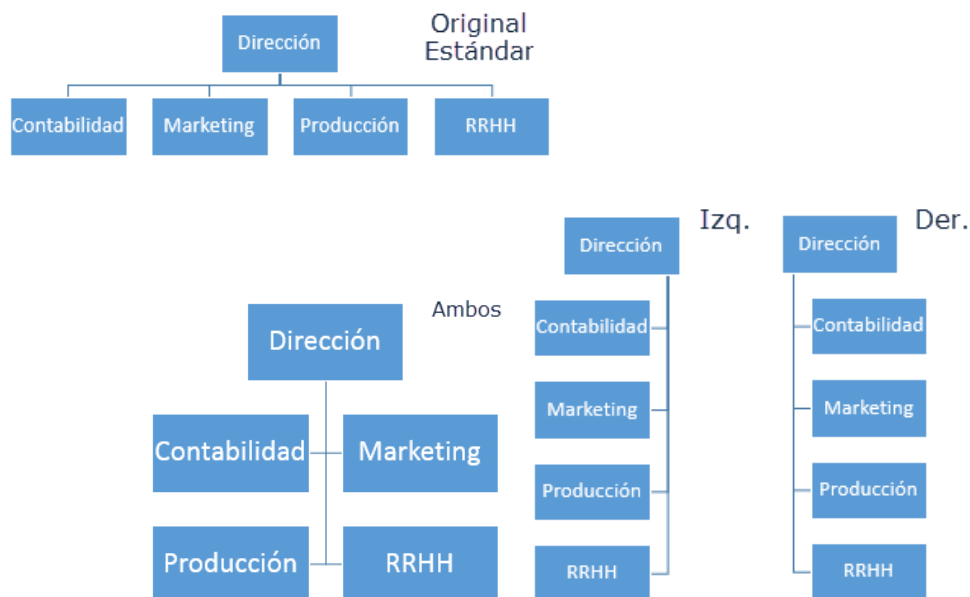 Original
Estándar
Dirección
Contabilidad
Marketing
Producción
RRHH
Ambos
Dirección
Contabilidad
Marketing
Producción
RRHH
Izq.
Dirección
Contabilidad
Marketing
Producción
RRHH
Der.
Dirección
Contabilidad
Marketing
Producción
RRHH